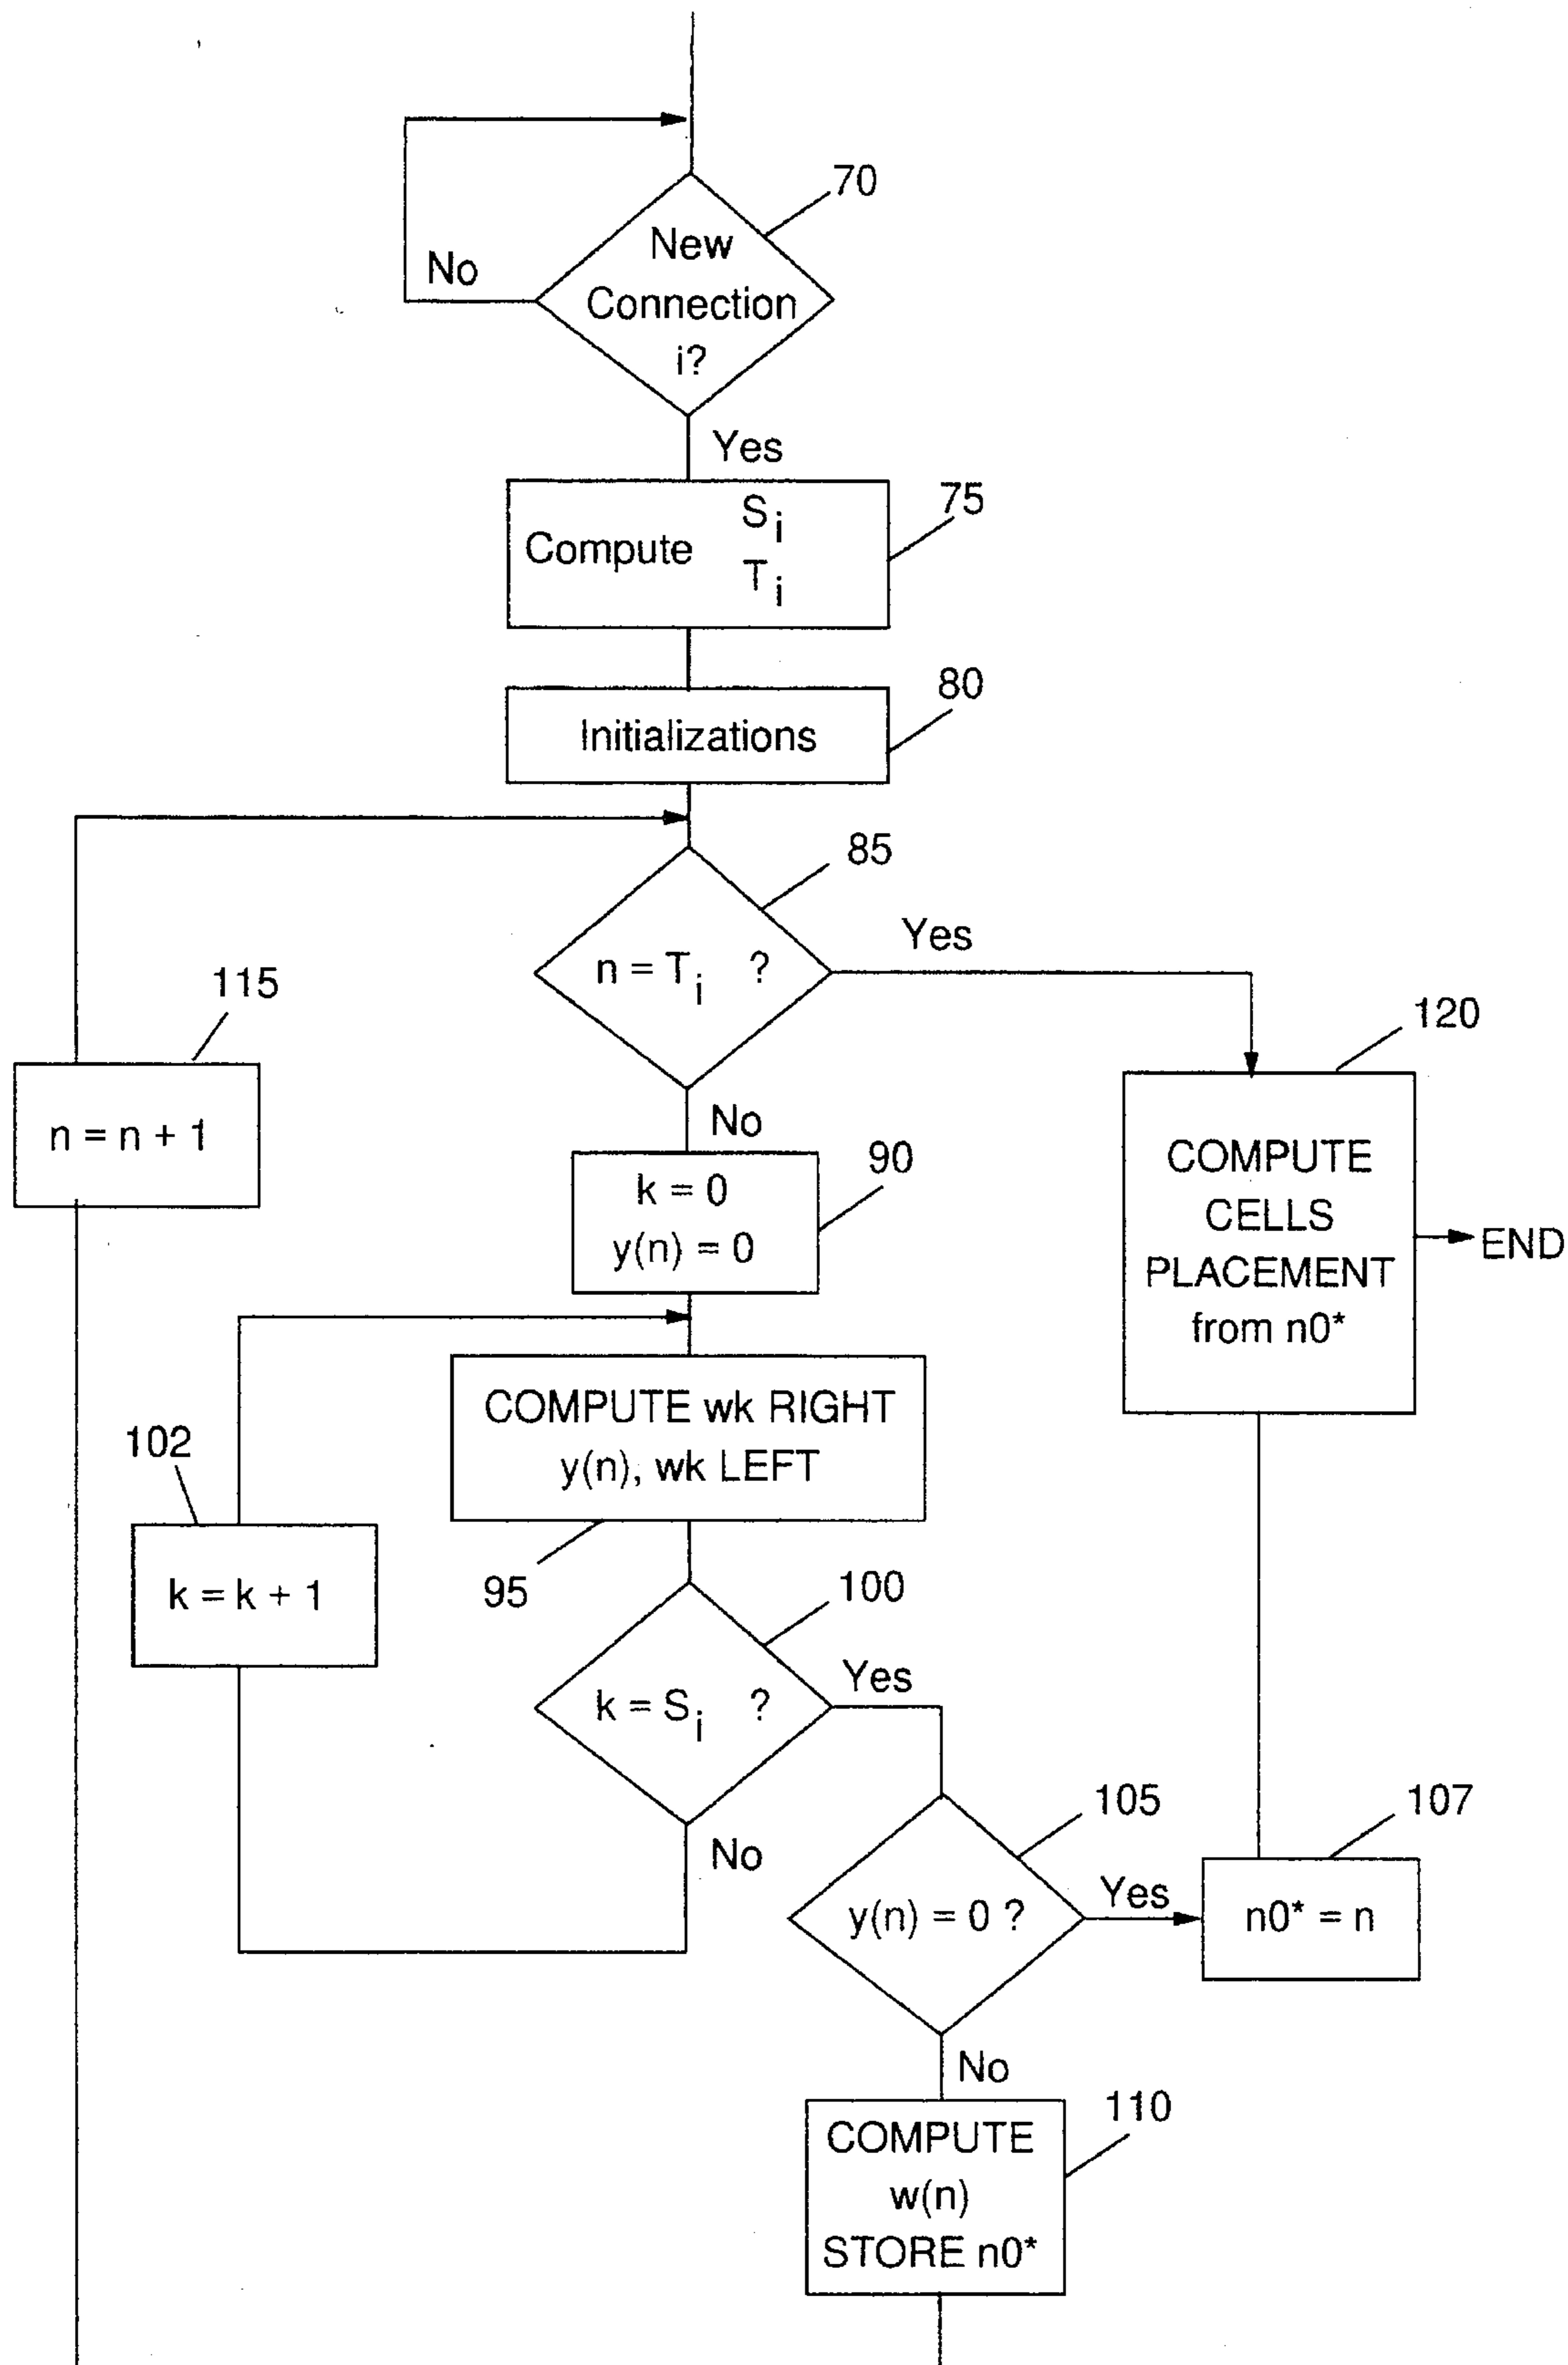 70
New
Connection
i?
No
Yes
75
Compute
Si
Ti
80
Initializations
85
n = Ti ?
Yes
115
n = n + 1
120
No
COMPUTE
CELLS
PLACEMENT
from n0*
END
90
k = 0
y(n) = 0
COMPUTE wk RIGHT
y(n), wk LEFT
102
k = k + 1
95
100
k = Si ?
Yes
No
105
y(n) = 0 ?
Yes
107
n0* = n
No
110
COMPUTE
w(n)
STORE n0*